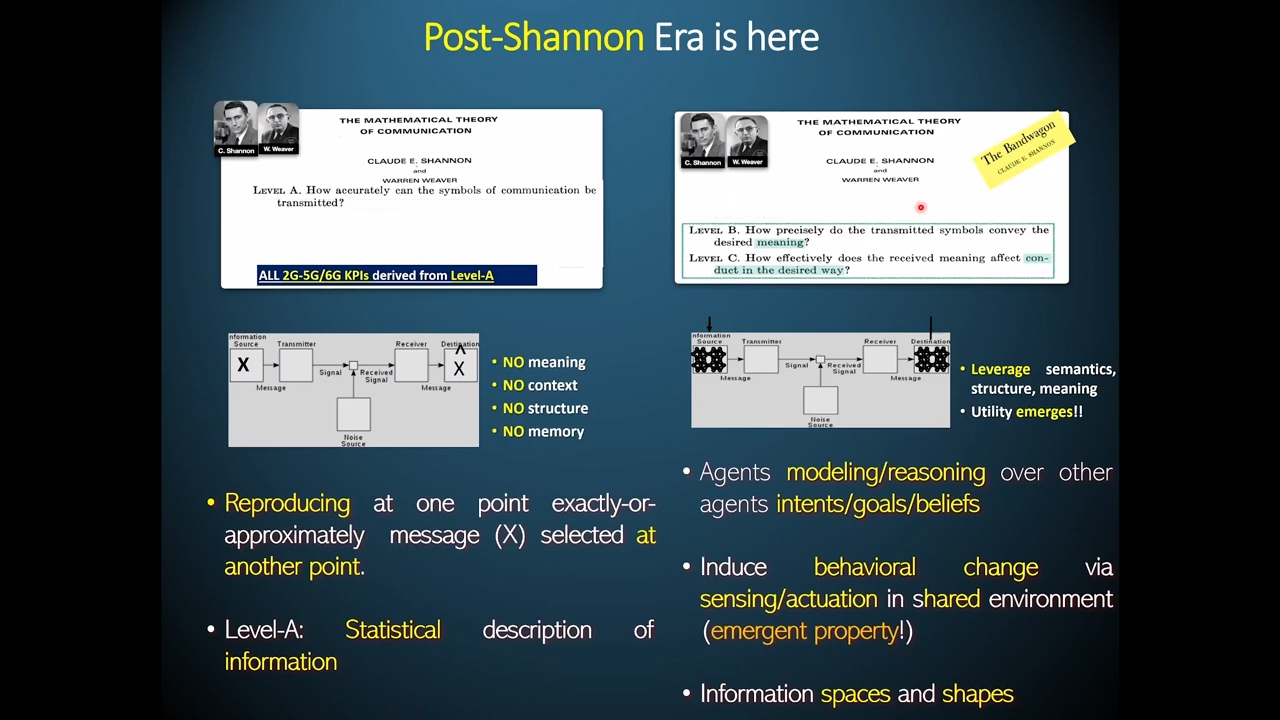 Post-Shannon Era is here
C. Shannon
W. Weaver
THE MATHEMATICAL THEORY
OF COMMUNICATION
CLAUDE E. SHANNON
and
WARREN WEAVER
LEVEL A. How accurately can the symbols of communication be
transmitted?
ALL 2G-5G/6G KPIs derived from Level-A
nformation
Source
Transmitter
Receiver
Destination
X
^
X
Signal
Received
Signal
Message
Message
Noise
Source
• NO meaning
• NO context
• NO structure
• NO memory
• Reproducing at one point exactly-or-
approximately message (X) selected at
another point.
• Level-A: Statistical description of
information
C. Shannon
W. Weaver
THE MATHEMATICAL THEORY
OF COMMUNICATION
CLAUDE E. SHANNON
and
WARREN WEAVER
The Bandwagon
CLAUDE E. SHANNON
LEVEL B. How precisely do the transmitted symbols convey the
desired meaning?
LEVEL C. How effectively does the received meaning affect con-
duct in the desired way?
nformation
Source
Transmitter
Receiver
Destination
Signal
Received
Signal
Message
Message
Noise
Source
• Leverage semantics,
structure, meaning
• Utility emerges!!
• Agents modeling/reasoning over other
agents intents/goals/beliefs
• Induce behavioral change via
sensing/actuation in shared environment
(emergent property!)
• Information spaces and shapes